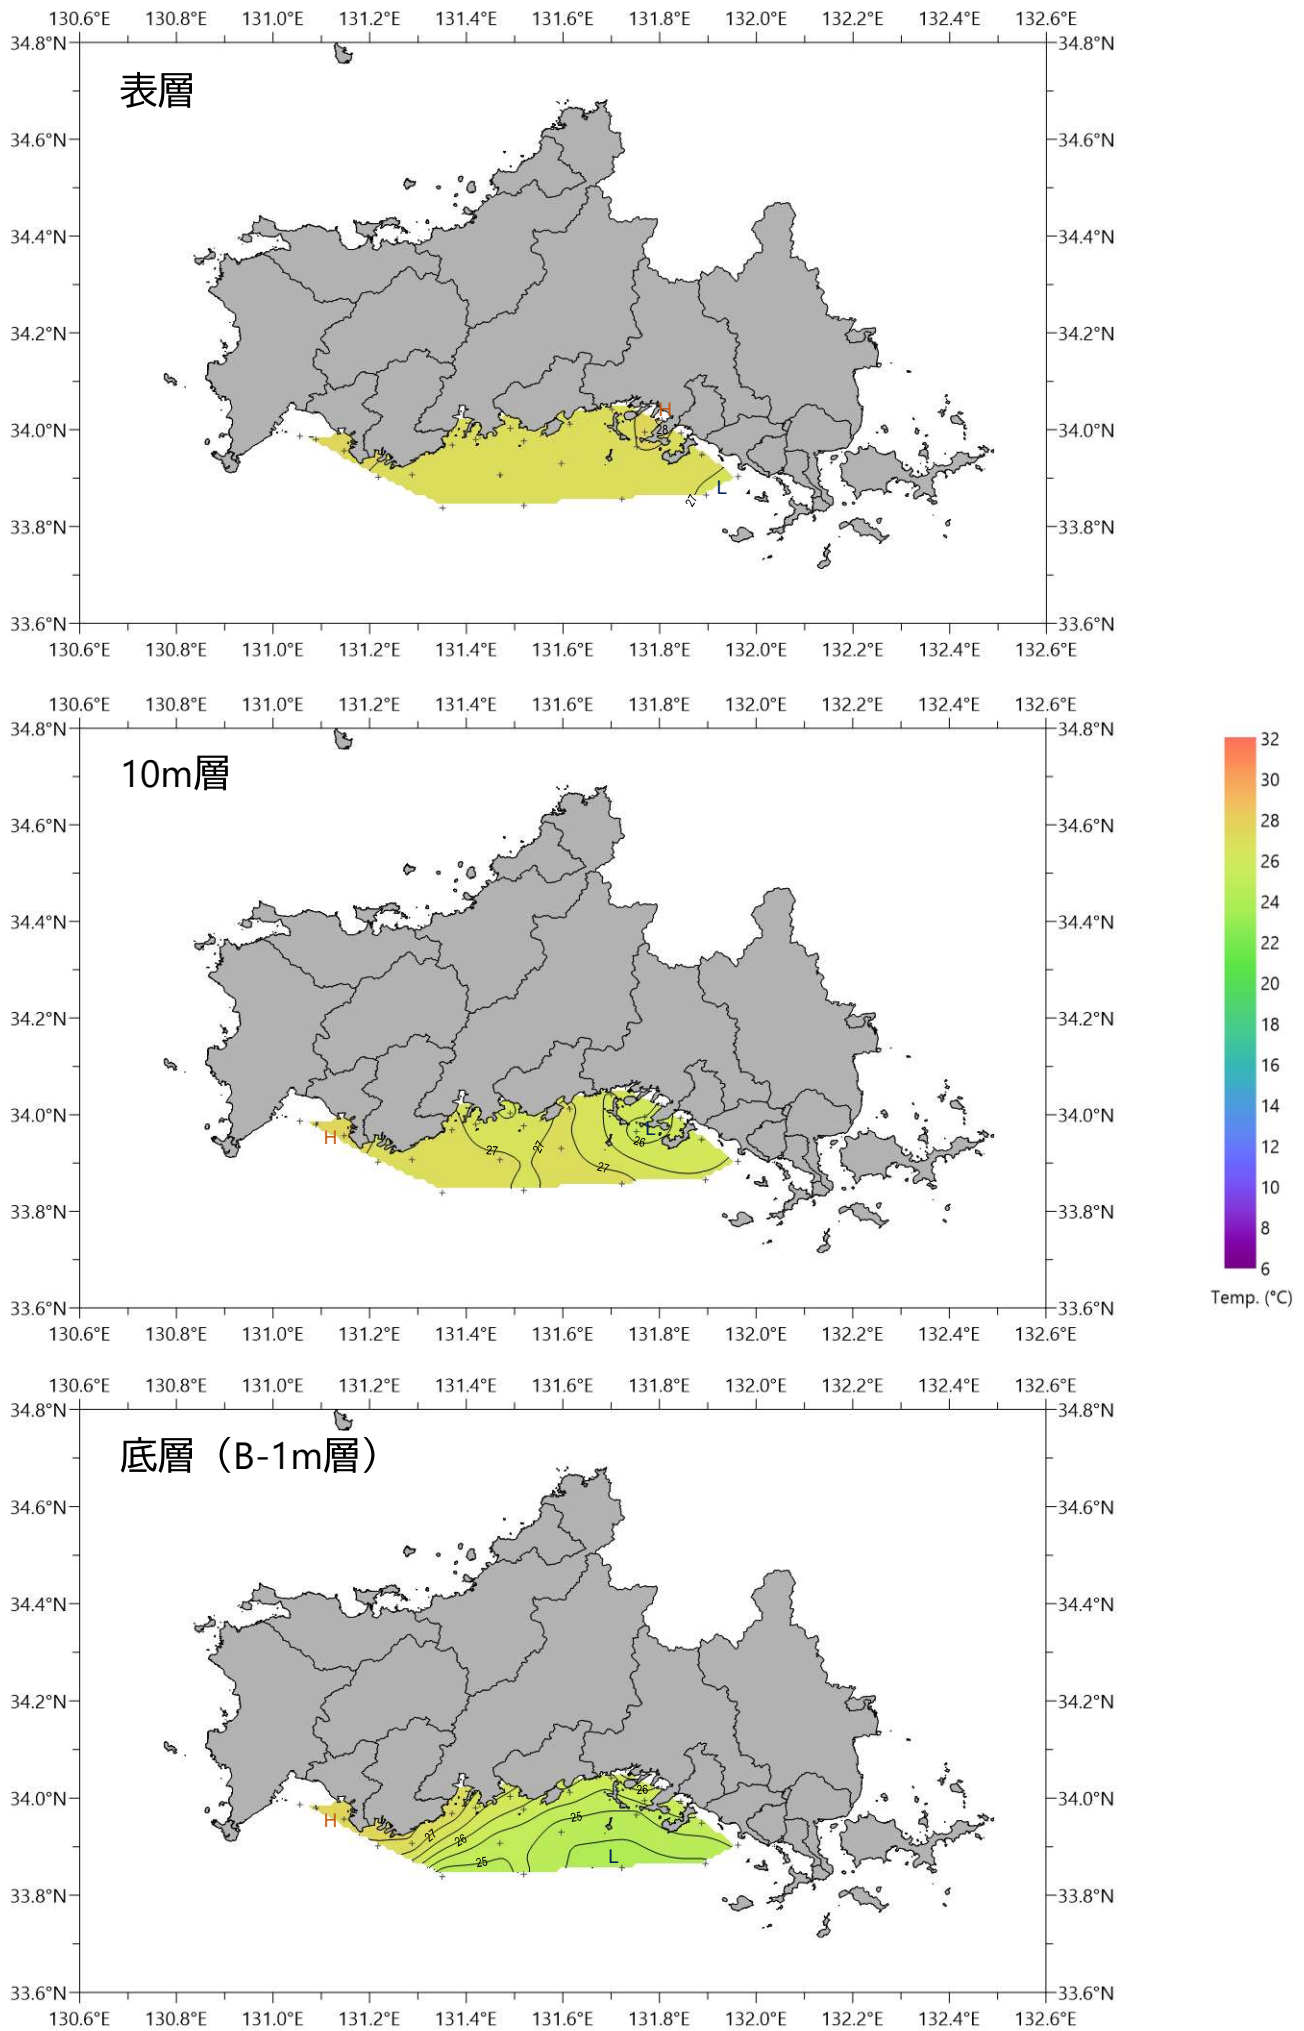 130.6°E 130.8°E 131.0°E 131.2°E 131.4°E 131.6°E 131.8°E 132.0°E 132.2°E 132.4°E 132.6°E
34.8°N 34.8°N
表層
34.6°N 34.6°N
34.4°N 34.4°N
34.2°N 34.2°N
H
34.0°N 28 34.0°N
L
27
33.8°N 33.8°N
33.6°N 33.6°N
130.6°E 130.8°E 131.0°E 131.2°E 131.4°E 131.6°E 131.8°E 132.0°E 132.2°E 132.4°E 132.6°E
130.6°E 130.8°E 131.0°E 131.2°E 131.4°E 131.6°E 131.8°E 132.0°E 132.2°E 132.4°E 132.6°E
34.8°N 34.8°N
10m層
34.6°N 34.6°N
34.4°N 34.4°N
34.2°N 34.2°N
34.0°N 34.0°N
H L
27 27 26
27
33.8°N 33.8°N
33.6°N 33.6°N
130.6°E 130.8°E 131.0°E 131.2°E 131.4°E 131.6°E 131.8°E 132.0°E 132.2°E 132.4°E 132.6°E
32
30
28
26
24
22
20
18
16
14
12
10
8
6
Temp. (°C)
130.6°E 130.8°E 131.0°E 131.2°E 131.4°E 131.6°E 131.8°E 132.0°E 132.2°E 132.4°E 132.6°E
34.8°N 34.8°N
底層（B-1m層）
34.6°N 34.6°N
34.4°N 34.4°N
34.2°N 34.2°N
26
34.0°N 34.0°N
H 25
27 26
25 L
33.8°N 33.8°N
33.6°N 33.6°N
130.6°E 130.8°E 131.0°E 131.2°E 131.4°E 131.6°E 131.8°E 132.0°E 132.2°E 132.4°E 132.6°E